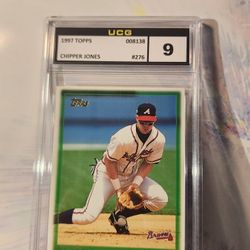 UCG
1997 TOPPS 008138
9
CHIPPER JONES #276
Topps
Braves